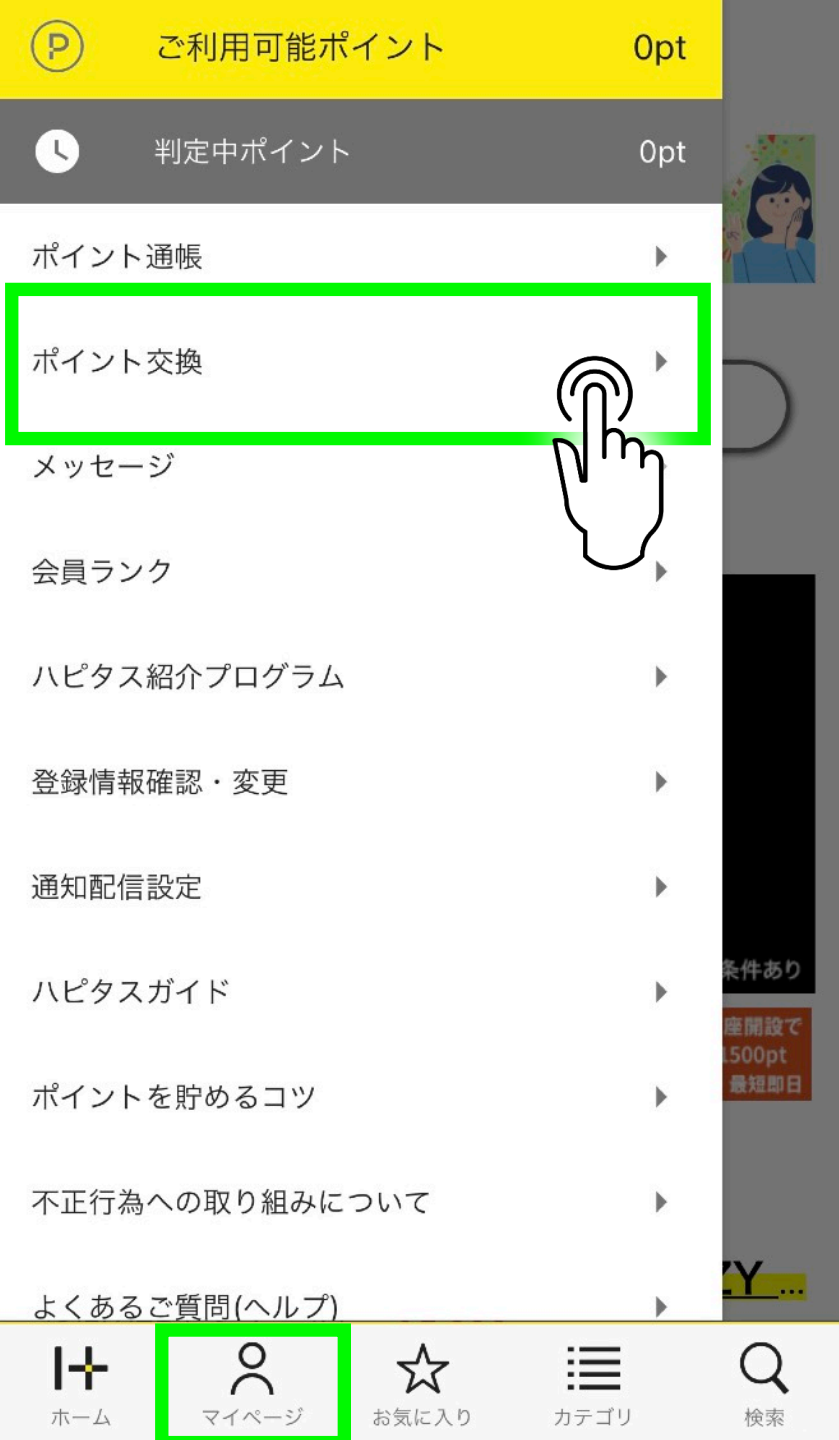 P
ご利用可能ポイント 0pt
判定中ポイント 0pt
ポイント通帳
ポイント交換
メッセージ
会員ランク
ハピタス紹介プログラム
登録情報確認・変更
通知配信設定
ハピタスガイド
条件あり
座開設で
1500pt
最短即日
ポイントを貯めるコツ
不正行為への取り組みについて
ZY ...
よくあるご質問(ヘルプ)
ホーム
マイページ
お気に入り
カテゴリ
検索